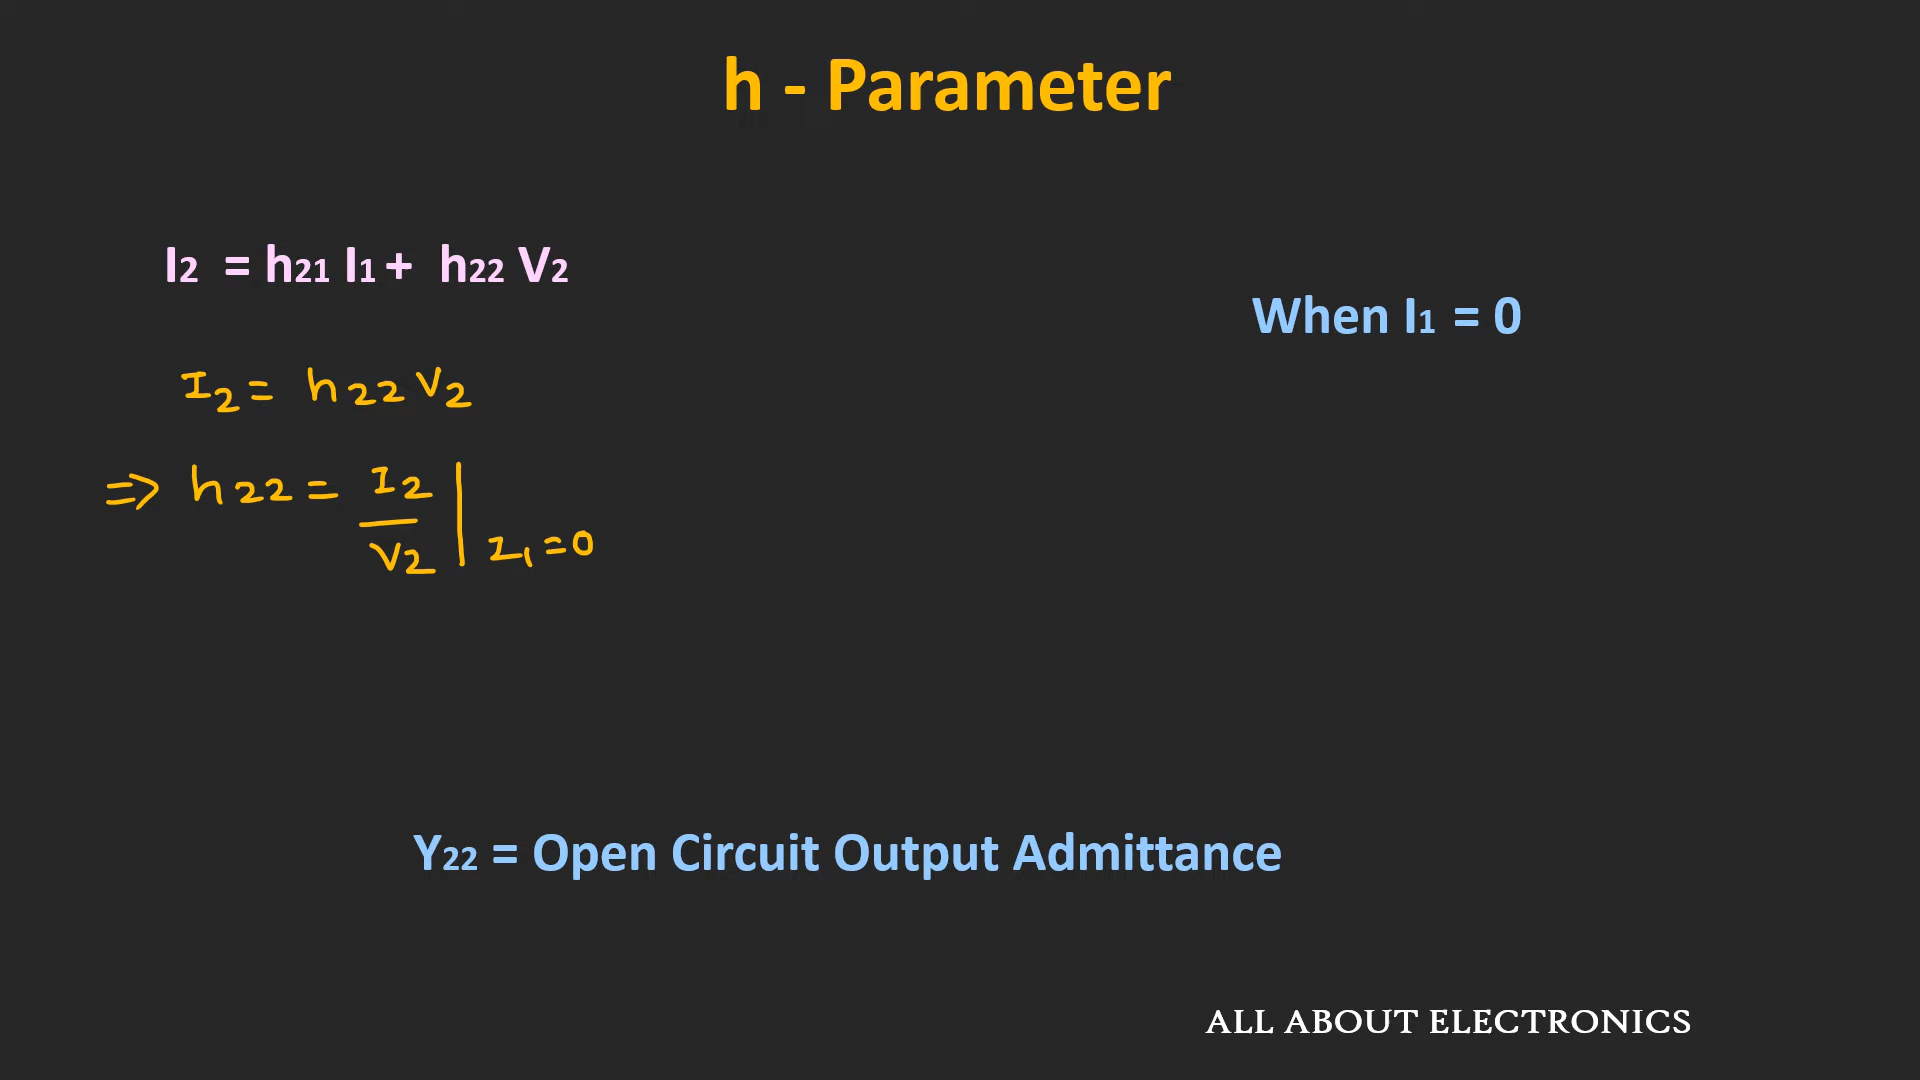 h - Parameter
I2 = h21 I1 + h22 V2
When I1 = 0
I2 = h22 V2
⇒ h22 = I2/V2 | I1=0
Y22 = Open Circuit Output Admittance
ALL ABOUT ELECTRONICS